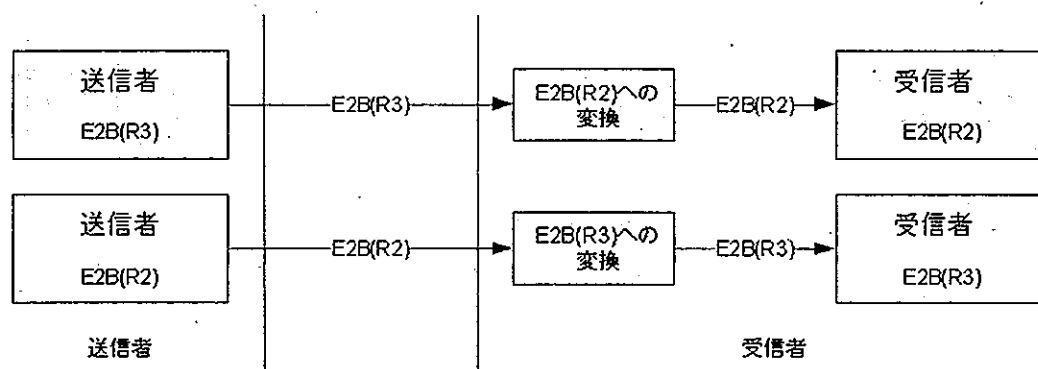 送信者
E2B(R3)
E2B(R3)
E2B(R2)への
変換
E2B(R2)
受信者
E2B(R2)
送信者
E2B(R2)
E2B(R2)
E2B(R3)への
変換
E2B(R3)
受信者
E2B(R3)
送信者
受信者